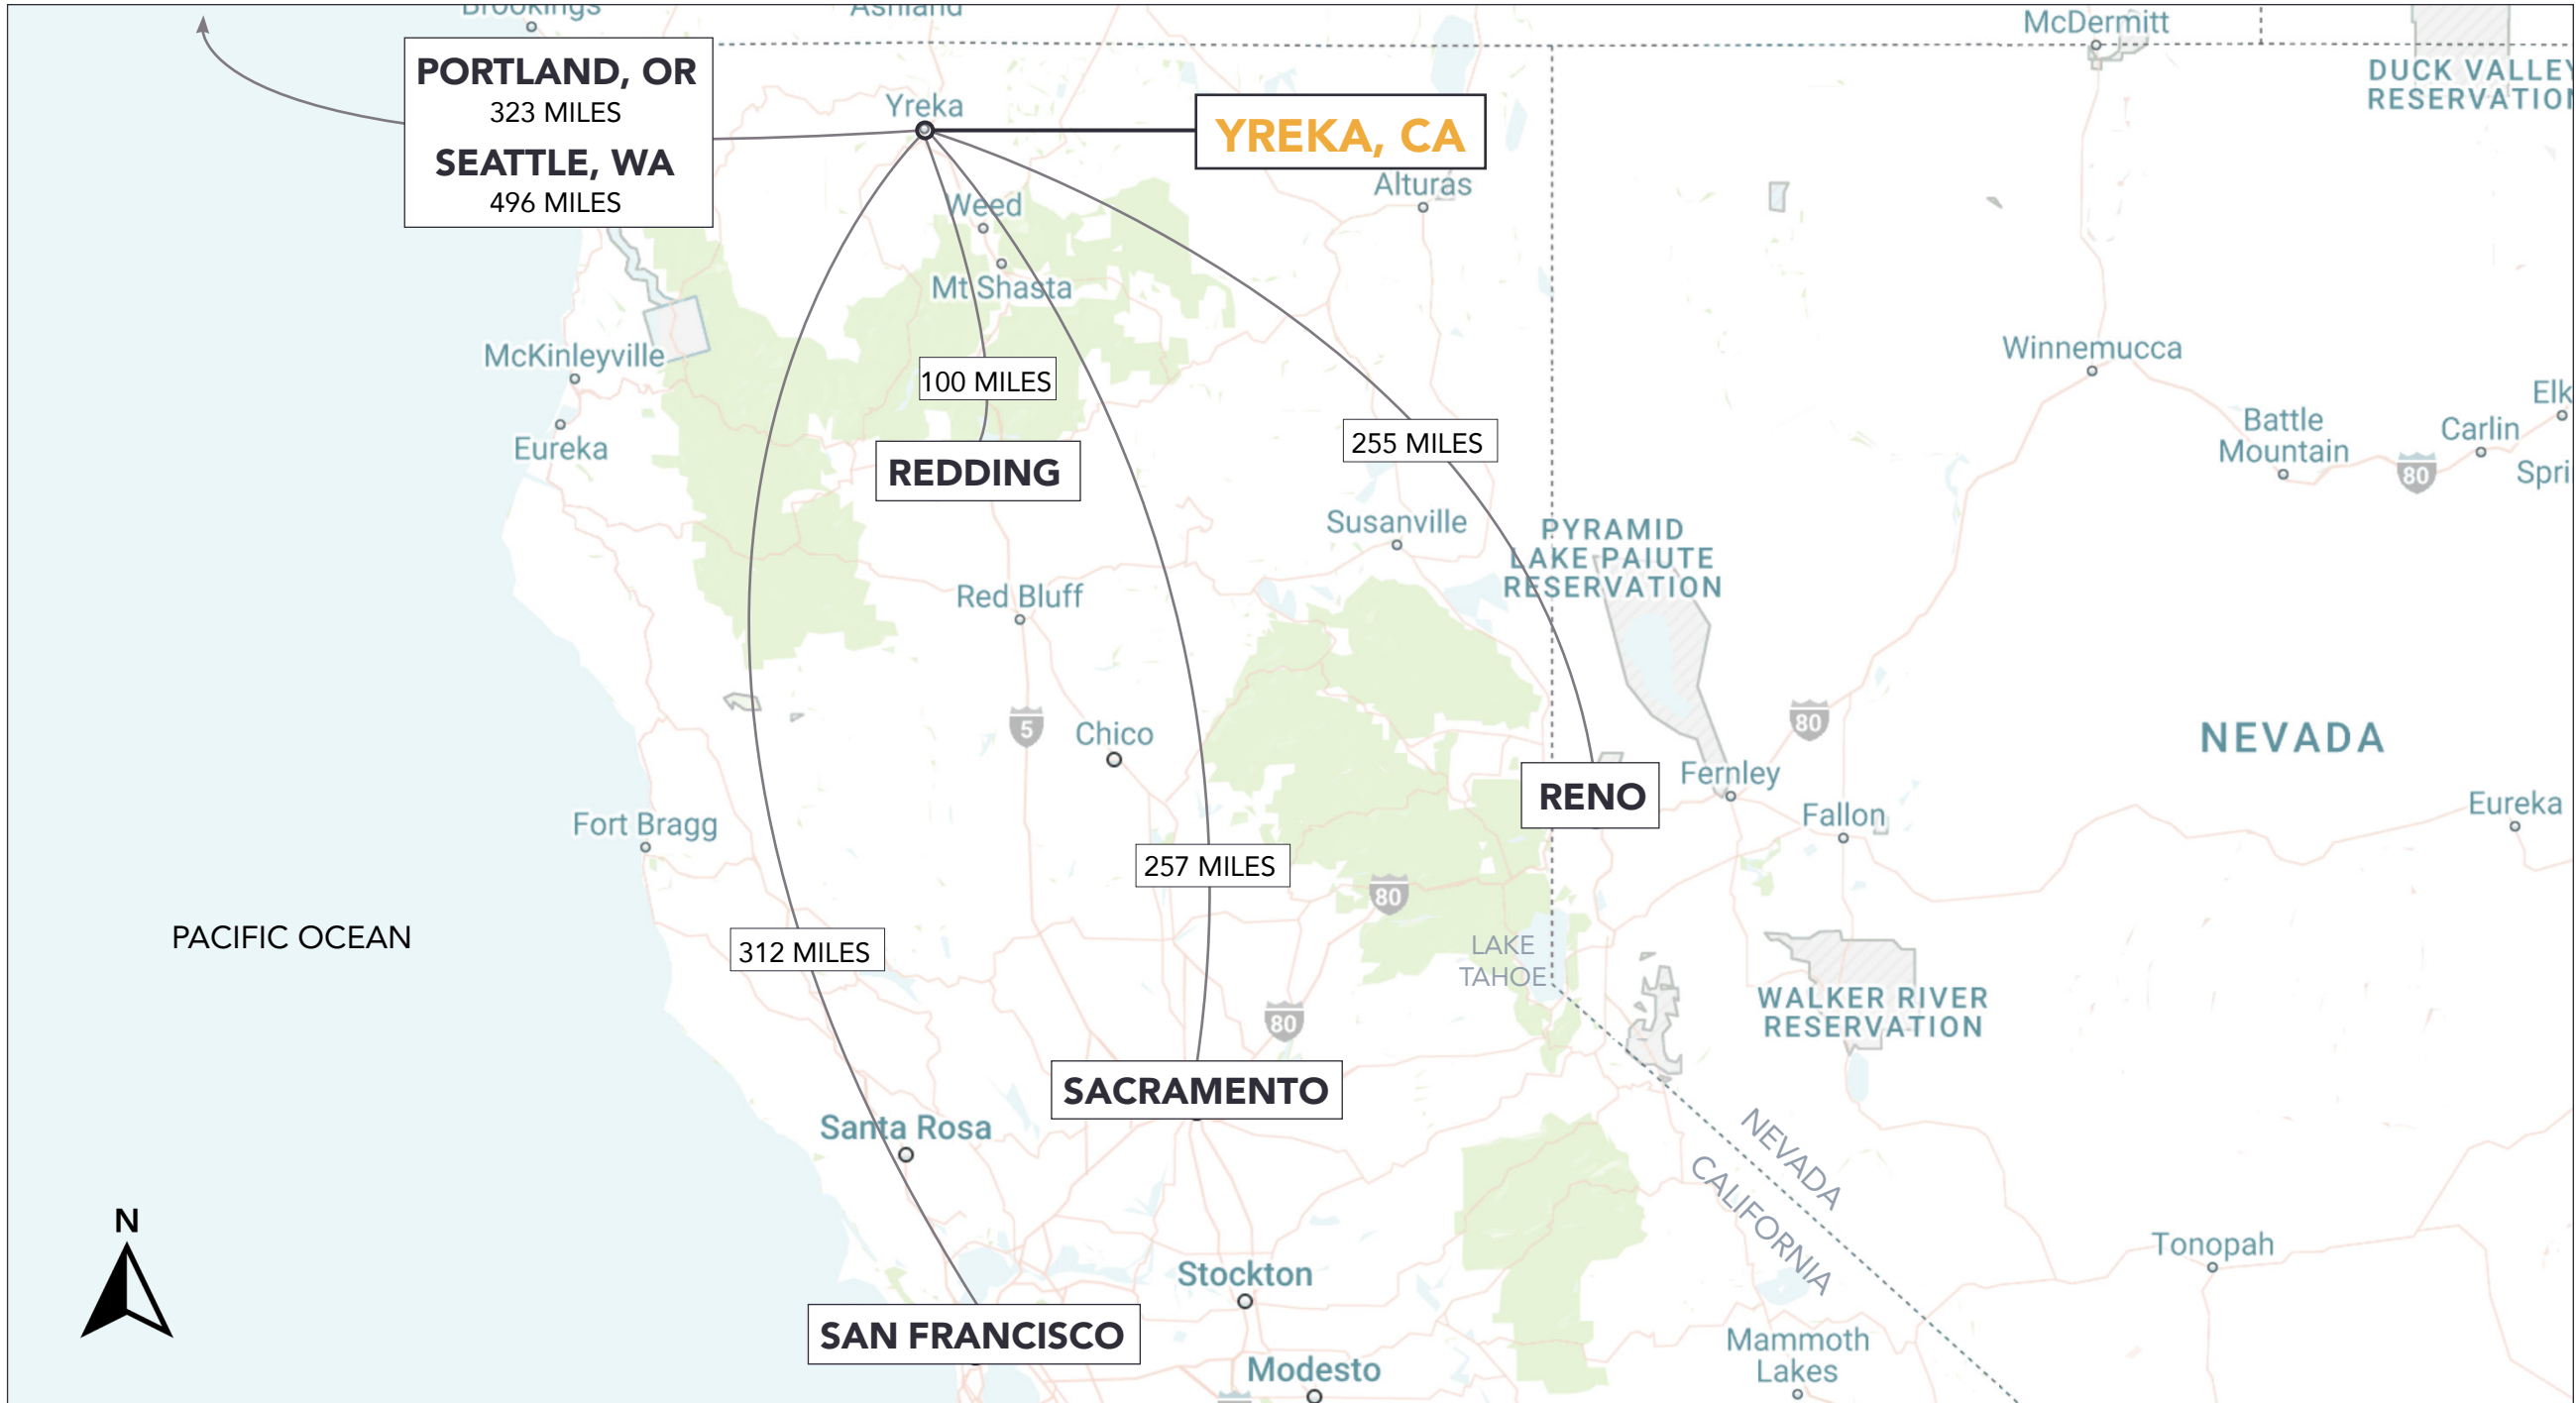 Brookings
Ashland
McDermitt
PORTLAND, OR
323 MILES
SEATTLE, WA
496 MILES
Yreka
YREKA, CA
DUCK VALLEY
RESERVATION
Alturas
Weed
Mt Shasta
McKinleyville
Eureka
100 MILES
REDDING
255 MILES
Winnemucca
Battle
Mountain
80
Carlin
Elk
Spri
Susanville
PYRAMID
LAKE PAIUTE
RESERVATION
Red Bluff
5
Chico
80
NEVADA
RENO
Fernley
Fallon
Eureka
Fort Bragg
257 MILES
80
PACIFIC OCEAN
312 MILES
LAKE
TAHOE
80
WALKER RIVER
RESERVATION
SACRAMENTO
Santa Rosa
NEVADA
CALIFORNIA
N
Stockton
Tonopah
SAN FRANCISCO
Modesto
Mammoth
Lakes